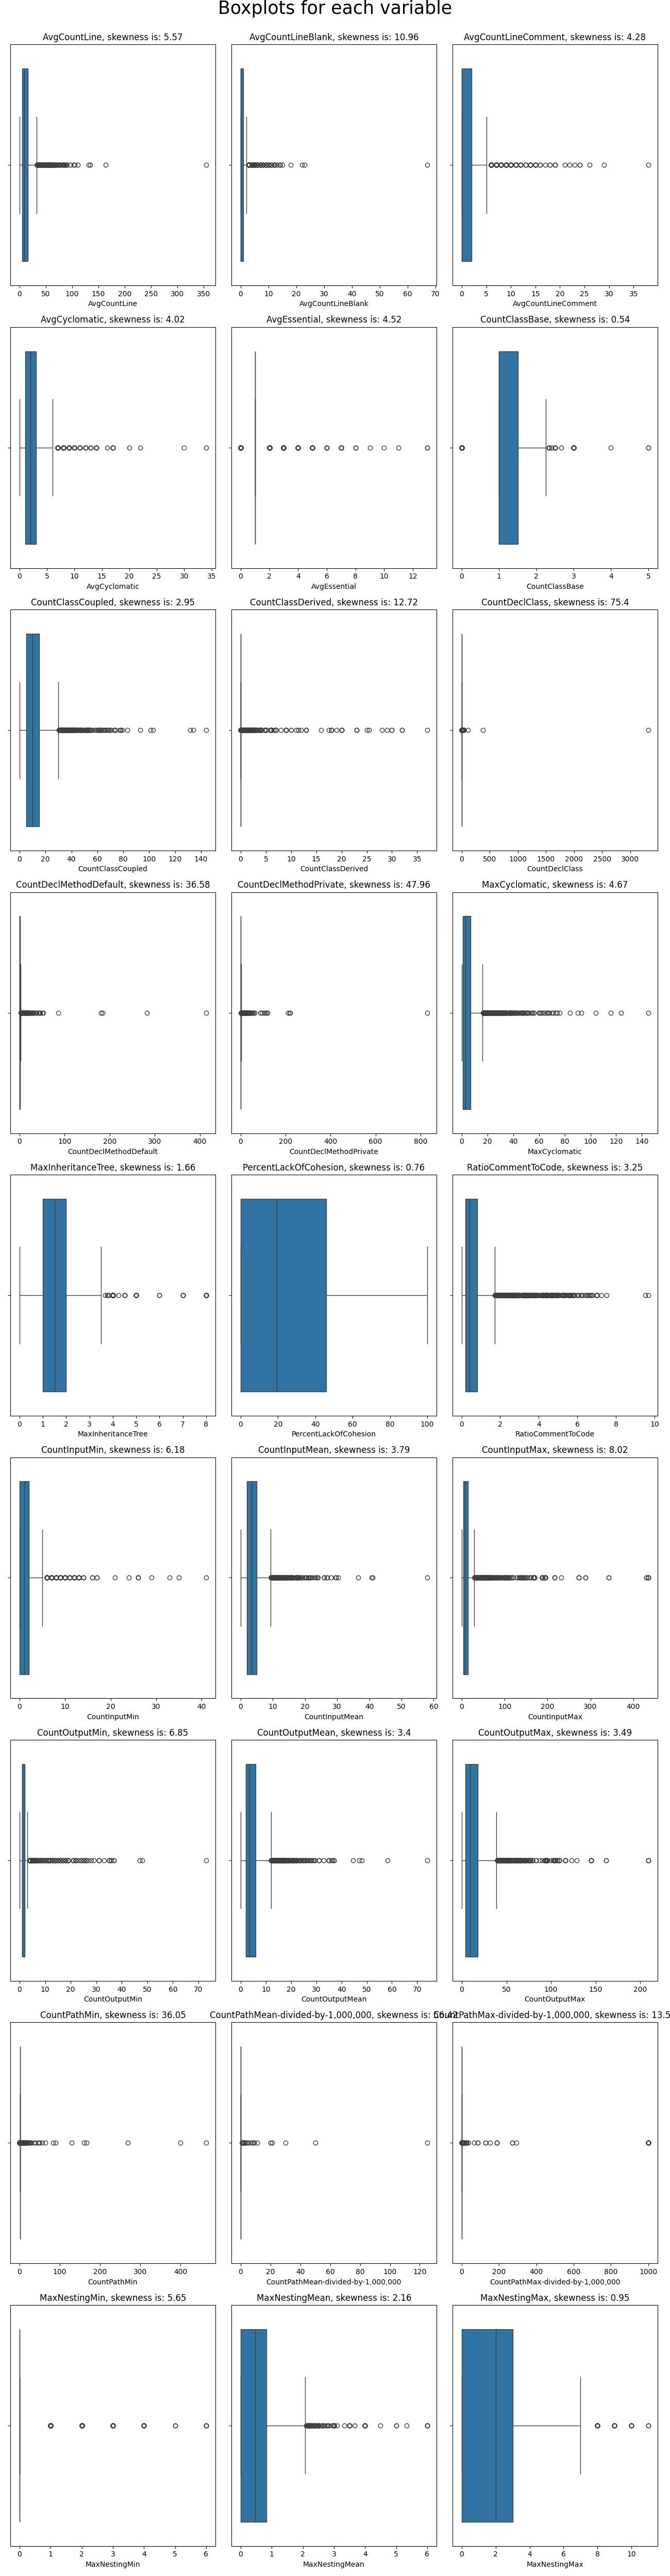 Boxplots for each variable
AvgCountLine, skewness is: 5.57
AvgCountLineBlank, skewness is: 10.96
AvgCountLineComment, skewness is: 4.28
0 50 100 150 200 250 300 350
0 10 20 30 40 50 60 70
0 5 10 15 20 25 30 35
AvgCountLine
AvgCountLineBlank
AvgCountLineComment
AvgCyclomatic, skewness is: 4.02
AvgEssential, skewness is: 4.52
CountClassBase, skewness is: 0.54
0 5 10 15 20 25 30 35
0 2 4 6 8 10 12
0 1 2 3 4 5
AvgCyclomatic
AvgEssential
CountClassBase
CountClassCoupled, skewness is: 2.95
CountClassDerived, skewness is: 12.72
CountDeclClass, skewness is: 75.4
0 20 40 60 80 100 120 140
0 5 10 15 20 25 30 35
0 500 1000 1500 2000 2500 3000
CountClassCoupled
CountClassDerived
CountDeclClass
CountDeclMethodDefault, skewness is: 36.58
CountDeclMethodPrivate, skewness is: 47.96
MaxCyclomatic, skewness is: 4.67
0 100 200 300 400
0 200 400 600 800
0 20 40 60 80 100 120 140
CountDeclMethodDefault
CountDeclMethodPrivate
MaxCyclomatic
MaxInheritanceTree, skewness is: 1.66
PercentLackOfCohesion, skewness is: 0.76
RatioCommentToCode, skewness is: 3.25
0 1 2 3 4 5 6 7 8
0 20 40 60 80 100
0 2 4 6 8 10
MaxInheritanceTree
PercentLackOfCohesion
RatioCommentToCode
CountInputMin, skewness is: 6.18
CountInputMean, skewness is: 3.79
CountInputMax, skewness is: 8.02
0 10 20 30 40
0 10 20 30 40 50 60
0 100 200 300 400
CountInputMin
CountInputMean
CountInputMax
CountOutputMin, skewness is: 6.85
CountOutputMean, skewness is: 3.4
CountOutputMax, skewness is: 3.49
0 10 20 30 40 50 60 70
0 10 20 30 40 50 60 70
0 50 100 150 200
CountOutputMin
CountOutputMean
CountOutputMax
CountPathMin, skewness is: 36.05
CountPathMean-divided-by-1,000,000, skewness is:
CountPathMax-divided-by-1,000,000, skewness is: 13.5
0 100 200 300 400
0 20 40 60 80 100 120
0 200 400 600 800 1000
CountPathMin
CountPathMean-divided-by-1,000,000
CountPathMax-divided-by-1,000,000
MaxNestingMin, skewness is: 5.65
MaxNestingMean, skewness is: 2.16
MaxNestingMax, skewness is: 0.95
0 1 2 3 4 5 6
0 1 2 3 4 5 6
0 2 4 6 8 10
MaxNestingMin
MaxNestingMean
MaxNestingMax